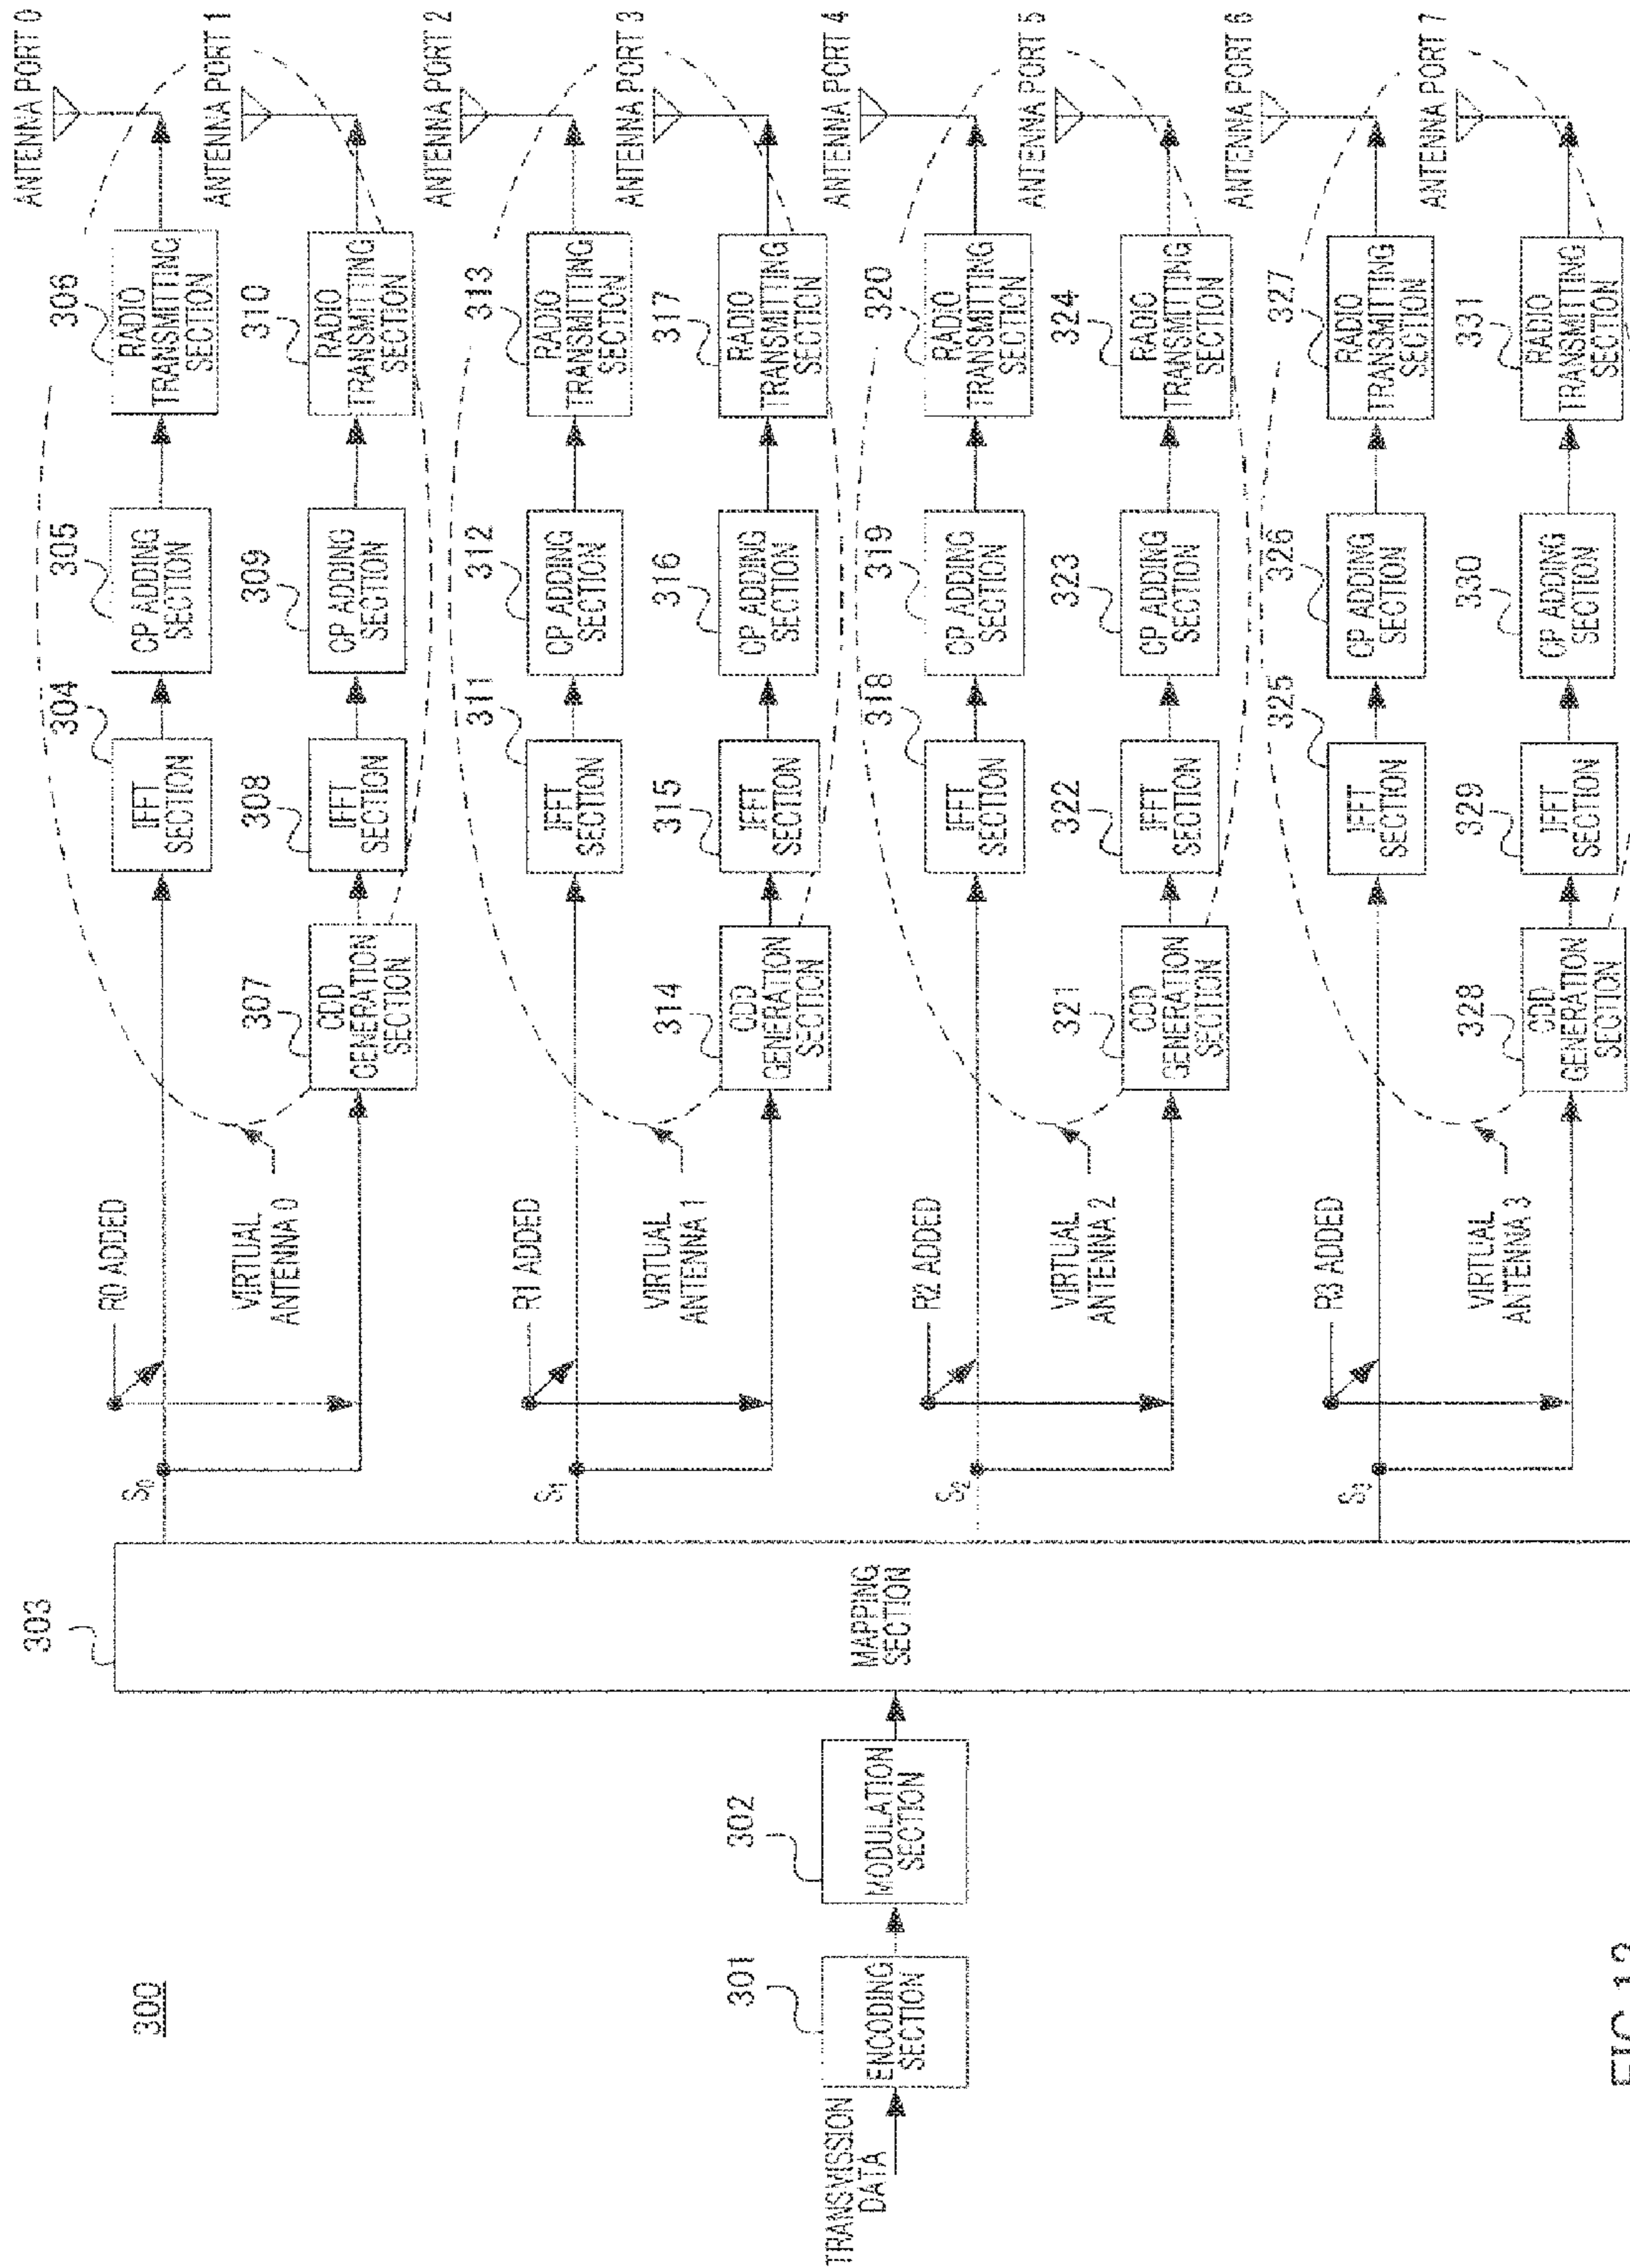 300
TRANSMISSION
DATA
301
ENCODING
SECTION
302
MODULATION
SECTION
303
MAPPING
SECTION
S0
R0 ADDED
VIRTUAL
ANTENNA 0
304
IFFT
SECTION
305
CP ADDING
SECTION
306
RADIO
TRANSMITTING
SECTION
ANTENNA PORT 0
307
CDD
GENERATION
SECTION
308
IFFT
SECTION
309
CP ADDING
SECTION
310
RADIO
TRANSMITTING
SECTION
ANTENNA PORT 1
S1
R1 ADDED
VIRTUAL
ANTENNA 1
311
IFFT
SECTION
312
CP ADDING
SECTION
313
RADIO
TRANSMITTING
SECTION
ANTENNA PORT 2
314
CDD
GENERATION
SECTION
315
IFFT
SECTION
316
CP ADDING
SECTION
317
RADIO
TRANSMITTING
SECTION
ANTENNA PORT 3
S2
R2 ADDED
VIRTUAL
ANTENNA 2
318
IFFT
SECTION
319
CP ADDING
SECTION
320
RADIO
TRANSMITTING
SECTION
ANTENNA PORT 4
321
CDD
GENERATION
SECTION
322
IFFT
SECTION
323
CP ADDING
SECTION
324
RADIO
TRANSMITTING
SECTION
ANTENNA PORT 5
S3
R3 ADDED
VIRTUAL
ANTENNA 3
325
IFFT
SECTION
326
CP ADDING
SECTION
327
RADIO
TRANSMITTING
SECTION
ANTENNA PORT 6
328
CDD
GENERATION
SECTION
329
IFFT
SECTION
330
CP ADDING
SECTION
331
RADIO
TRANSMITTING
SECTION
ANTENNA PORT 7